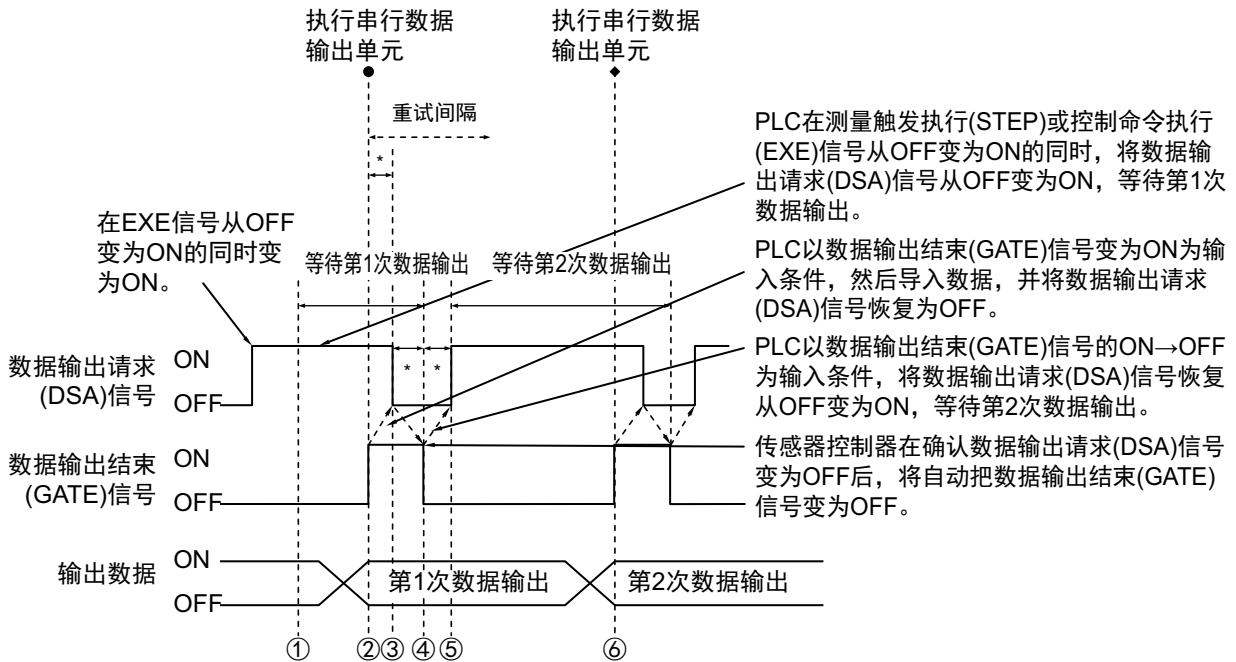 执行串行数据
输出单元
执行串行数据
输出单元
重试间隔
*
在EXE信号从OFF
变为ON的同时变
为ON。
等待第1次数据输出
等待第2次数据输出
PLC在测量触发执行(STEP)或控制命令执行
(EXE)信号从OFF变为ON的同时，将数据输
出请求(DSA)信号从OFF变为ON，等待第1次
数据输出。
PLC以数据输出结束(GATE)信号变为ON为输
入条件，然后导入数据，并将数据输出请求
(DSA)信号恢复为OFF。
PLC以数据输出结束(GATE)信号的ON→OFF
为输入条件，将数据输出请求(DSA)信号恢复
从OFF变为ON，等待第2次数据输出。
传感器控制器在确认数据输出请求(DSA)信号
变为OFF后，将自动把数据输出结束(GATE)
信号变为OFF。
数据输出请求
(DSA)信号
ON
OFF
* *
数据输出结束
(GATE)信号
ON
OFF
输出数据
ON
OFF
第1次数据输出
第2次数据输出
① ② ③ ④ ⑤ ⑥